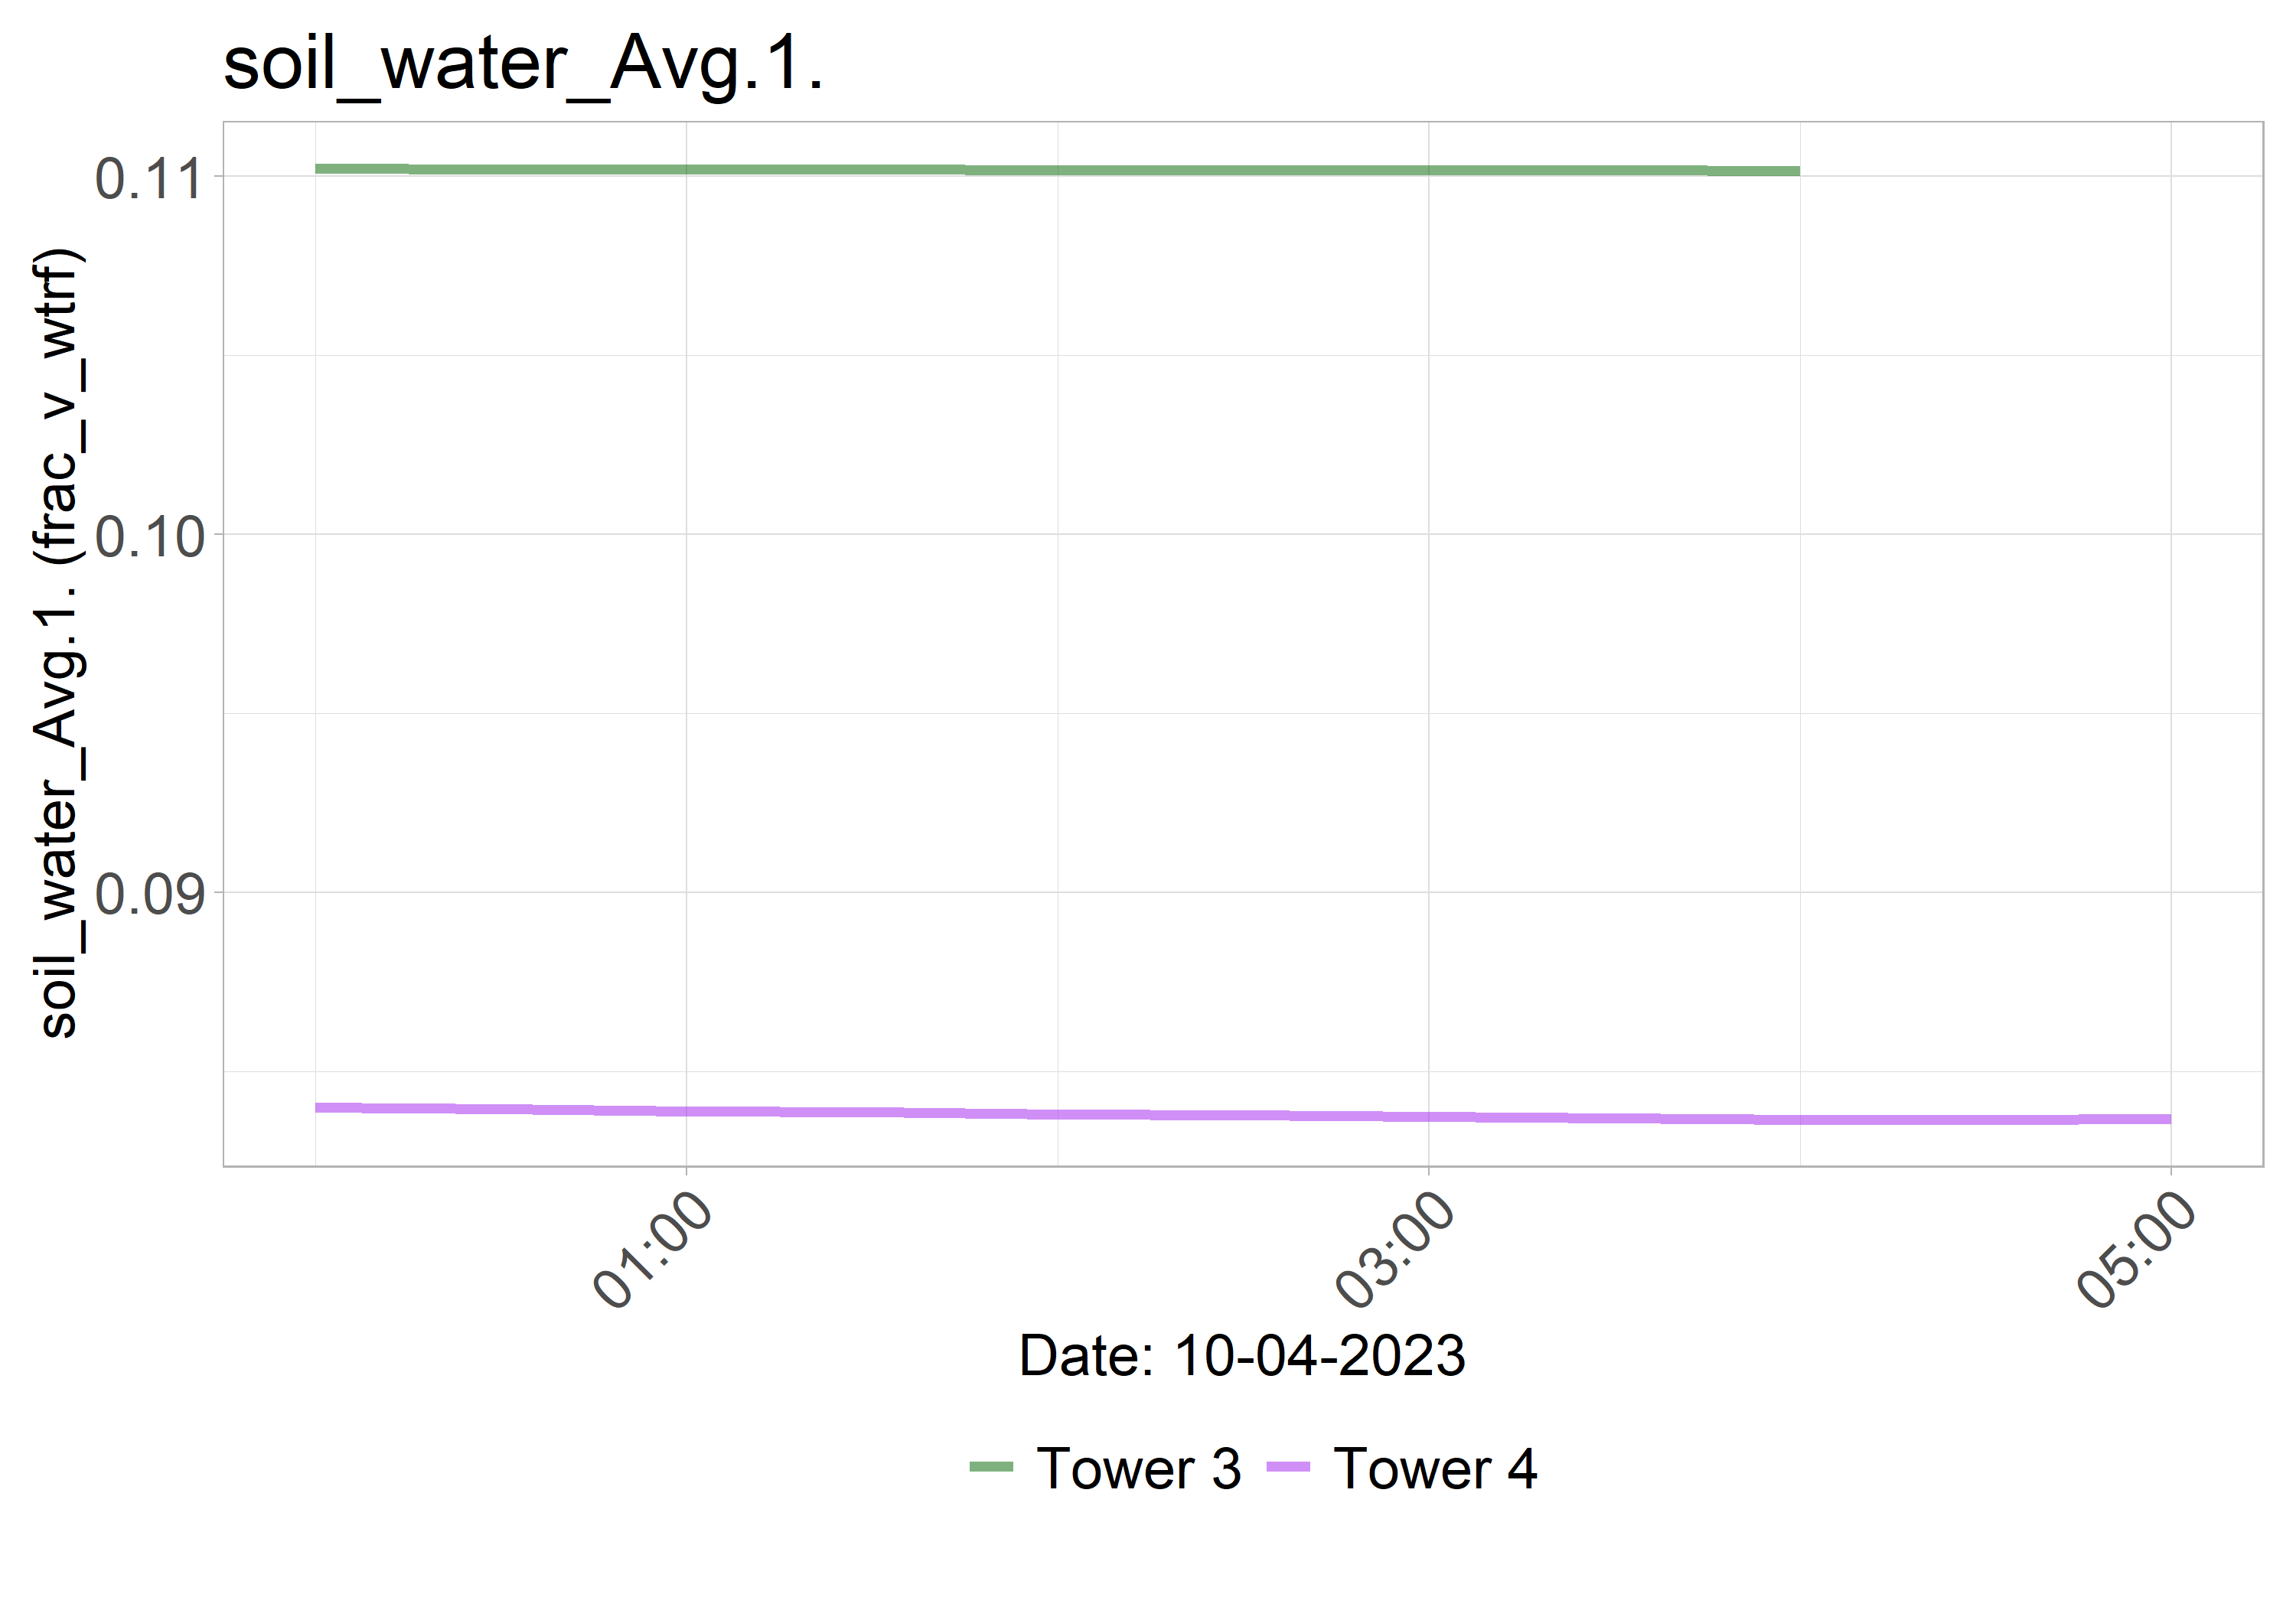 soil_water_Avg.1.
soil_water_Avg.1. (frac_v_wtrf)
0.11
0.10
0.09
01:00
03:00
05:00
Date: 10-04-2023
Tower 3
Tower 4